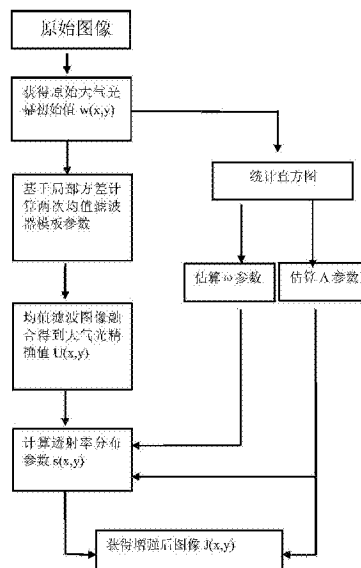 原始图像
获得原始大气光
幕初始值 w(x,y)
基于局部方差计
算两次均值滤波
器模板参数
均值滤波图像融
合得到大气光精
确值 U(x,y)
计算透射率分布
参数 s(x,y)
统计直方图
估算ω参数
估算 A 参数
获得增强后图像 J(x,y)